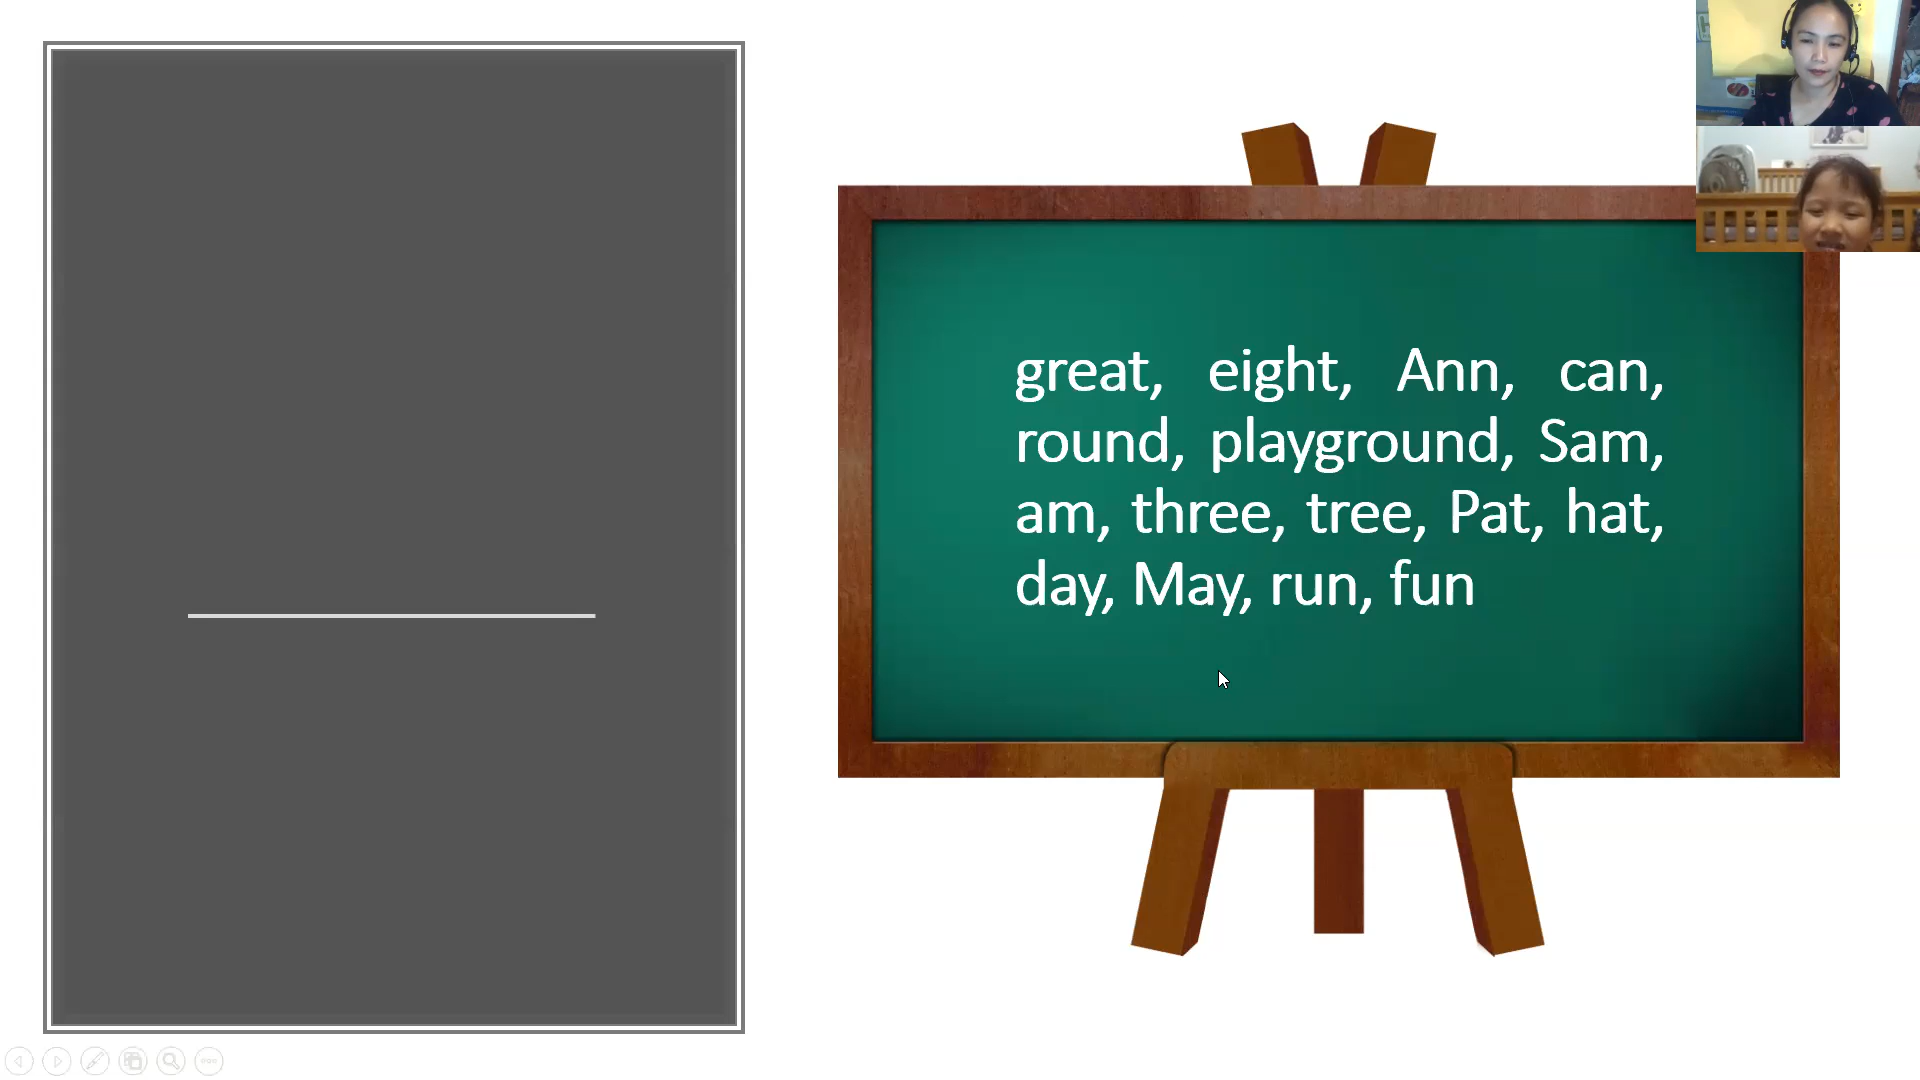 great, eight, Ann, can,
round, playground, Sam,
am, three, tree, Pat, hat,
day, May, run, fun